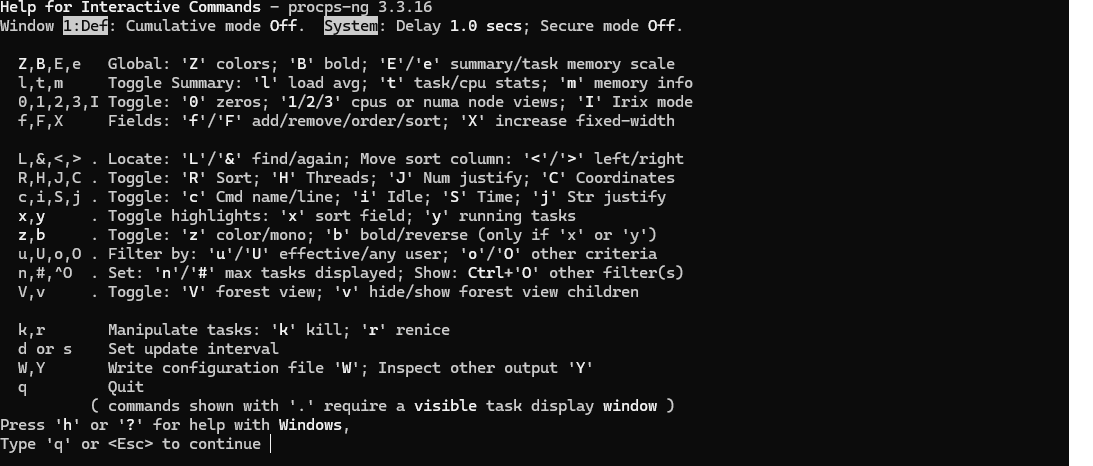 Help for Interactive Commands - procps-ng 3.3.16
Window 1:Def: Cumulative mode Off.  System: Delay 1.0 secs; Secure mode Off.

  Z,B,E,e   Global: 'Z' colors; 'B' bold; 'E'/'e' summary/task memory scale
  l,t,m     Toggle Summary: 'l' load avg; 't' task/cpu stats; 'm' memory info
  0,1,2,3,I Toggle: '0' zeros; '1/2/3' cpus or numa node views; 'I' Irix mode
  f,F,X     Fields: 'f'/'F' add/remove/order/sort; 'X' increase fixed-width

  L,&,<,> . Locate: 'L'/'&' find/again; Move sort column: '<'/'>' left/right
  R,H,J,C . Toggle: 'R' Sort; 'H' Threads; 'J' Num justify; 'C' Coordinates
  c,i,S,j . Toggle: 'c' Cmd name/line; 'i' Idle; 'S' Time; 'j' Str justify
  x,y     . Toggle highlights: 'x' sort field; 'y' running tasks
  z,b     . Toggle: 'z' color/mono; 'b' bold/reverse (only if 'x' or 'y')
  u,U,o,O . Filter by: 'u'/'U' effective/any user; 'o'/'O' other criteria
  n,#,^O  . Set: 'n'/'#' max tasks displayed; Show: Ctrl+'O' other filter(s)
  V,v     . Toggle: 'V' forest view; 'v' hide/show forest view children

  k,r       Manipulate tasks: 'k' kill; 'r' renice
  d or s    Set update interval
  W,Y       Write configuration file 'W'; Inspect other output 'Y'
  q         Quit
          ( commands shown with '.' require a visible task display window )
Press 'h' or '?' for help with Windows,
Type 'q' or <Esc> to continue